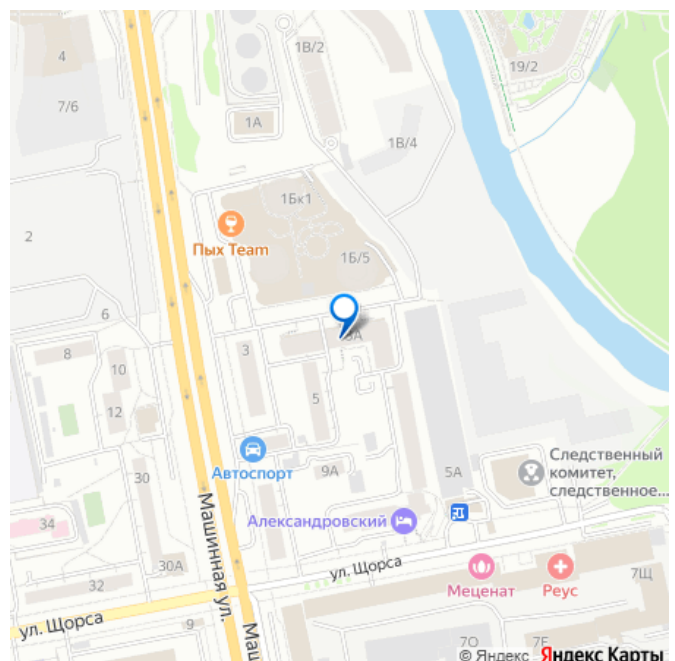 4
1В/2
19/2
7/6
1А
1В/4
1Бк1
2
Пых Team
1Б/5
6
3А
8
3
10
5
12
Автоспорт
9А
5А
Следственный
комитет,
следственное...
30
Александровский
34
Машинная ул.
30А
ул. Щорса
Меценат
Реус
7Щ
32
ул. Щорса
9
Маш
7О
7Е
© Яндекс Яндекс Карты